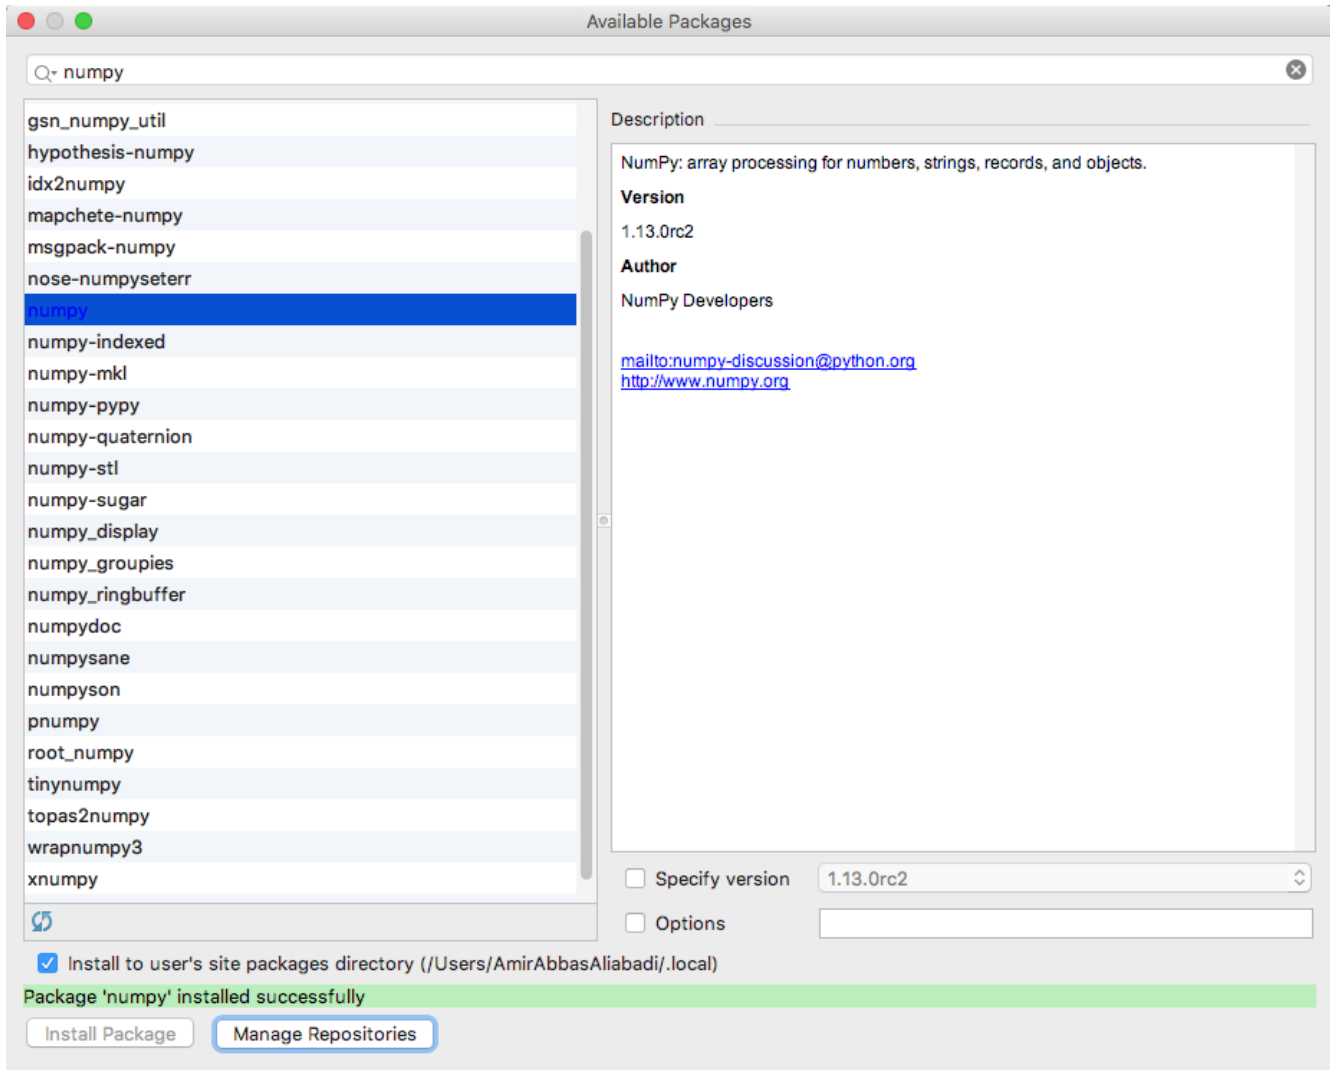 Available Packages
numpy
gsn_numpy_util
hypothesis-numpy
idx2numpy
mapchete-numpy
msgpack-numpy
nose-numpyseterr
numpy
numpy-indexed
numpy-mkl
numpy-pypy
numpy-quaternion
numpy-stl
numpy-sugar
numpy_display
numpy_groupies
numpy_ringbuffer
numpydoc
numpysane
numpyson
pnumpy
root_numpy
tinynumpy
topas2numpy
wrapnumpy3
xnumpy
Description
NumPy: array processing for numbers, strings, records, and objects.
Version
1.13.0rc2
Author
NumPy Developers
mailto:numpy-discussion@python.org
http://www.numpy.org
Specify version 1.13.0rc2
Options
Install to user's site packages directory (/Users/AmirAbbasAliabadi/.local)
Package 'numpy' installed successfully
Install Package Manage Repositories